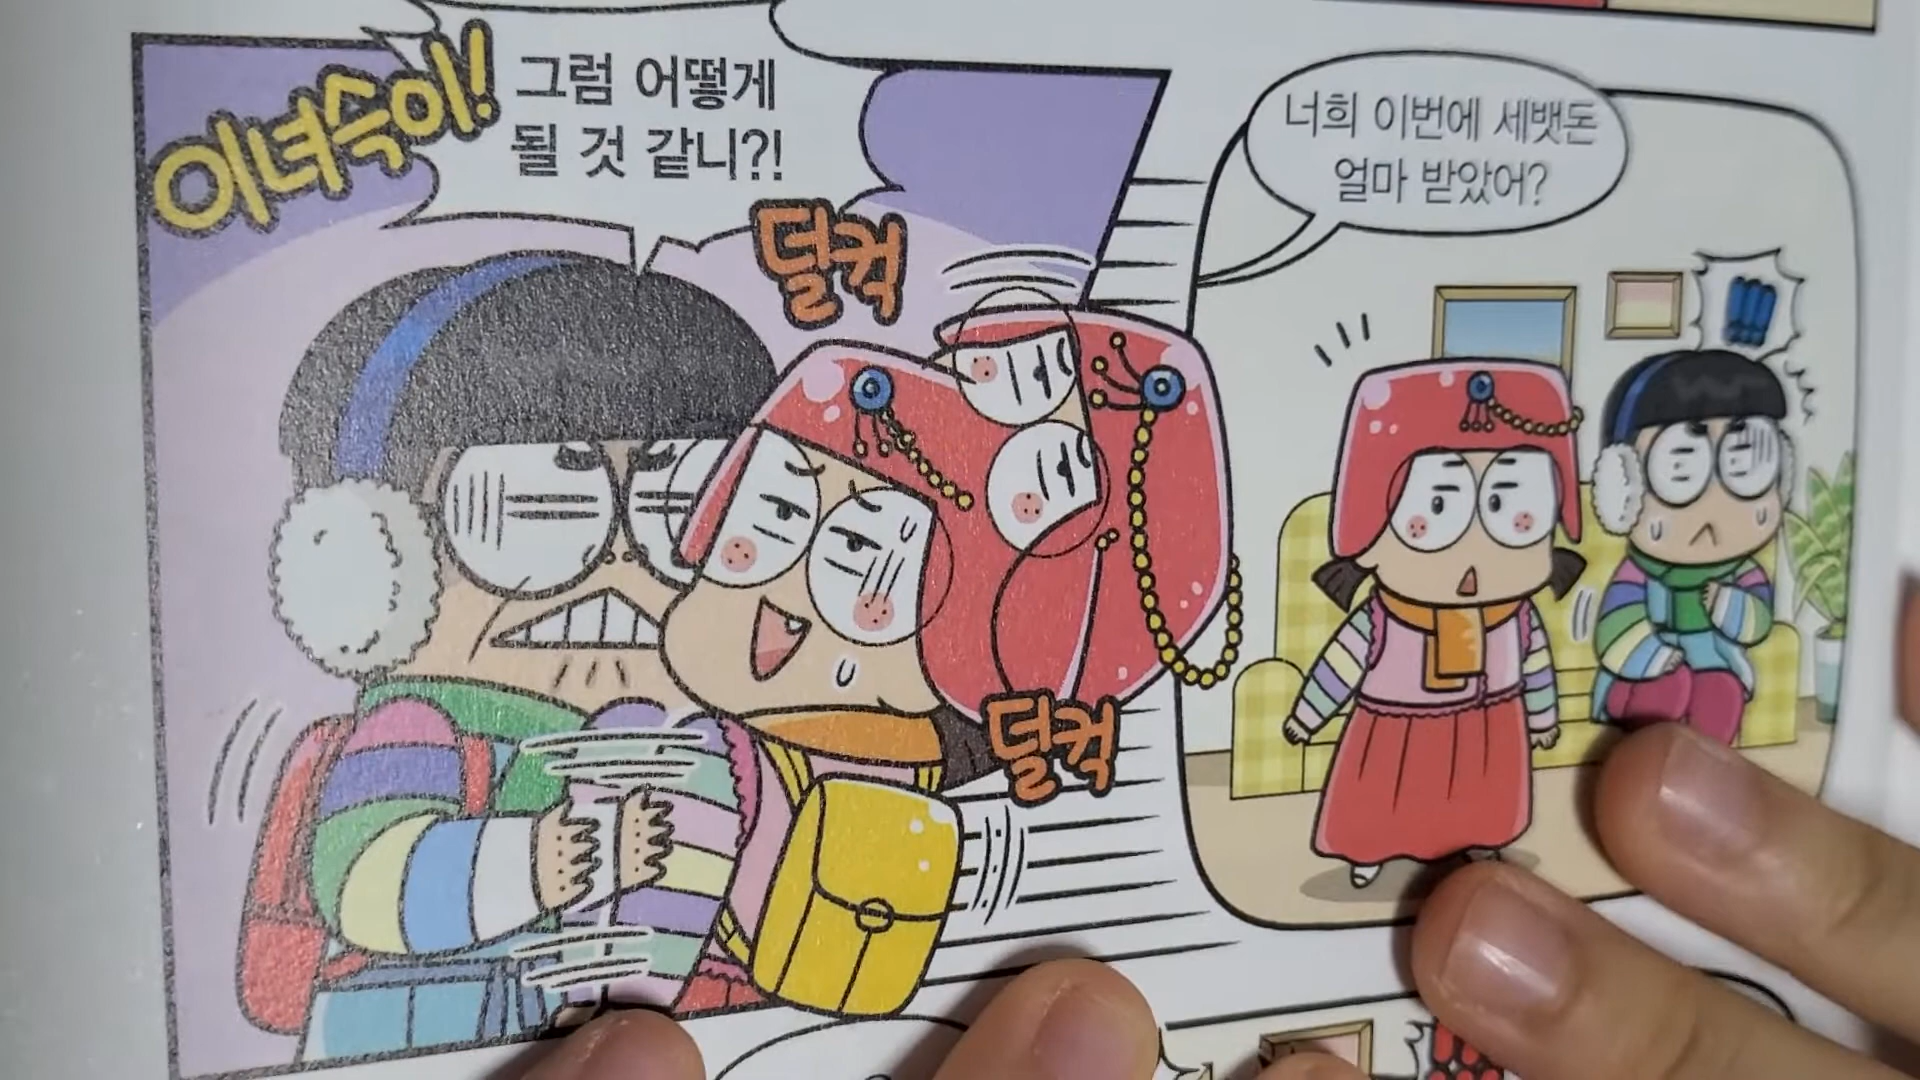 이녀속이!
그럼 어떻게
될 것 같니?!
덜컥
덜컥
너희 이번에 세뱃돈
얼마 받았어?